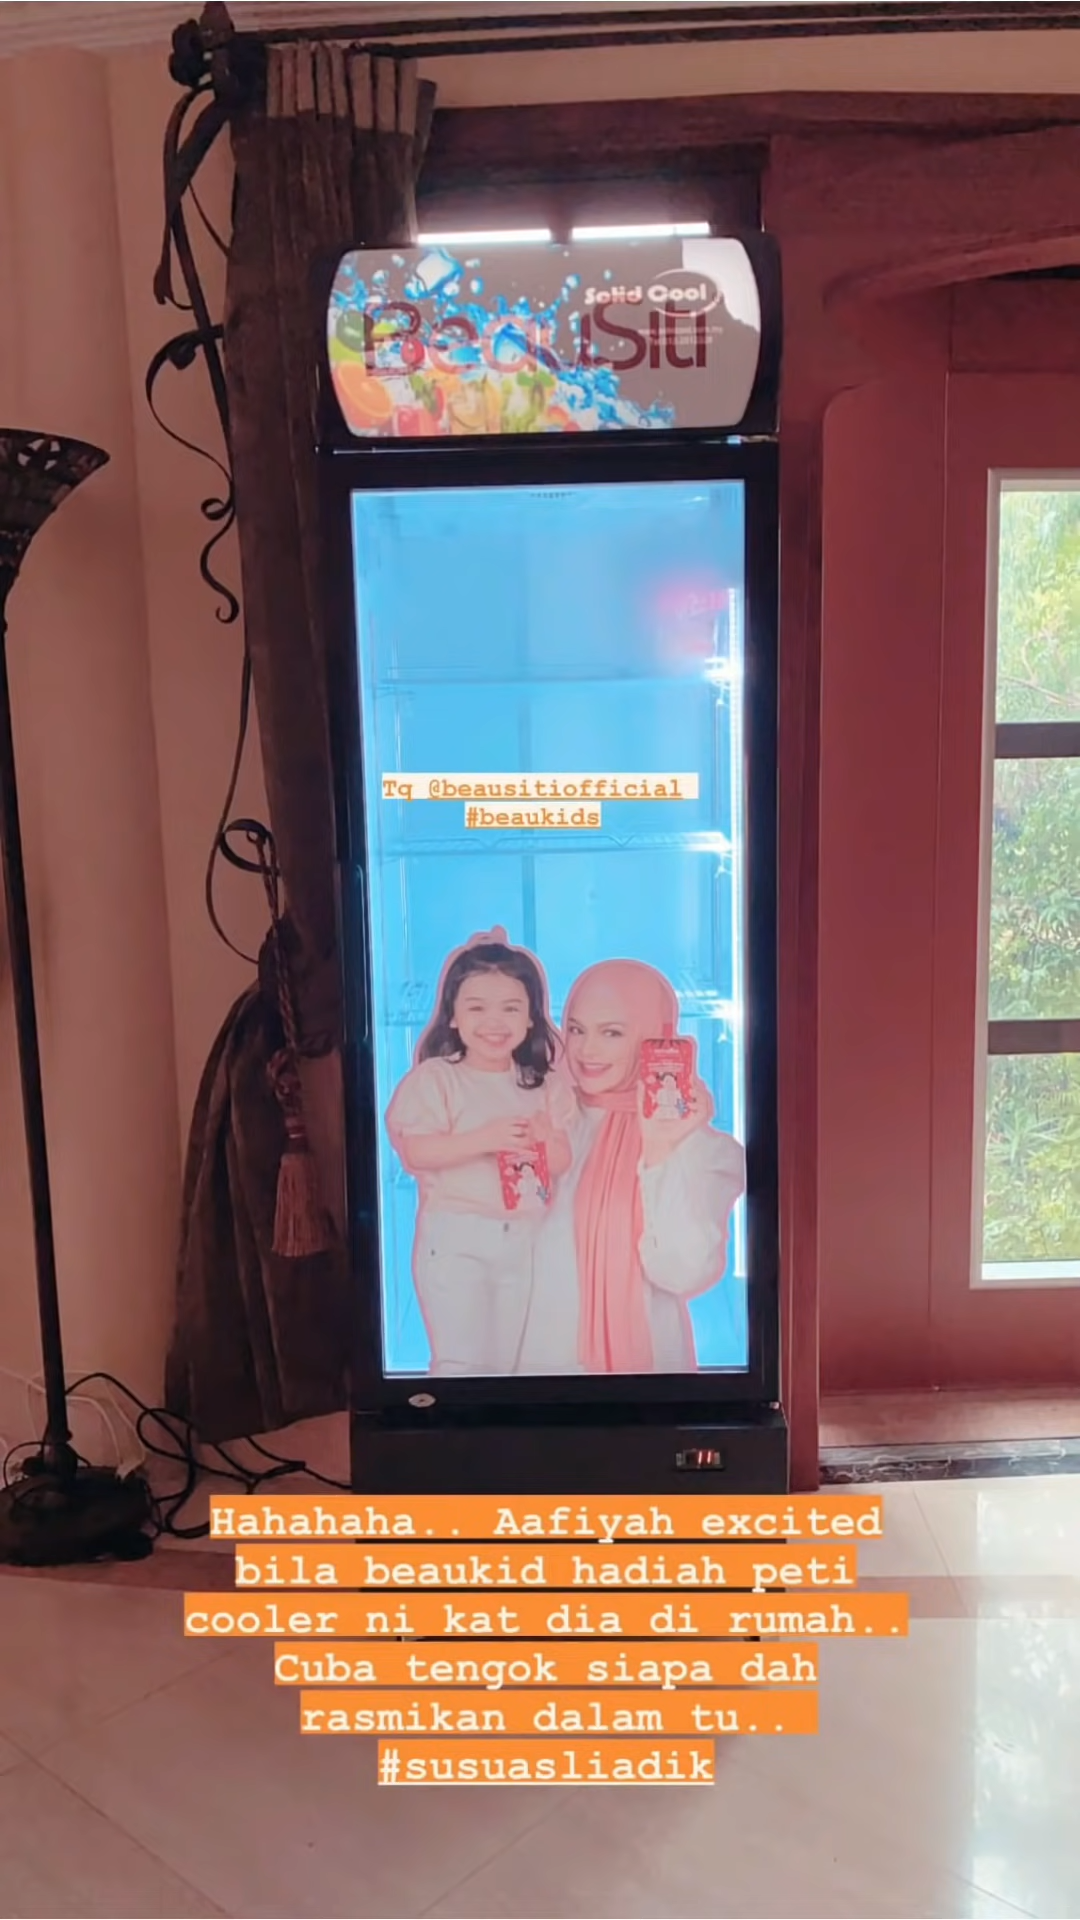 Solid Cool
BeauSiti
Tq @beausitiofficial
#beaukids
11
Hahahaha.. Aafiyah excited
bila beaukid hadiah peti
cooler ni kat dia di rumah..
Cuba tengok siapa dah
rasmikan dalam tu..
#susuasliadik